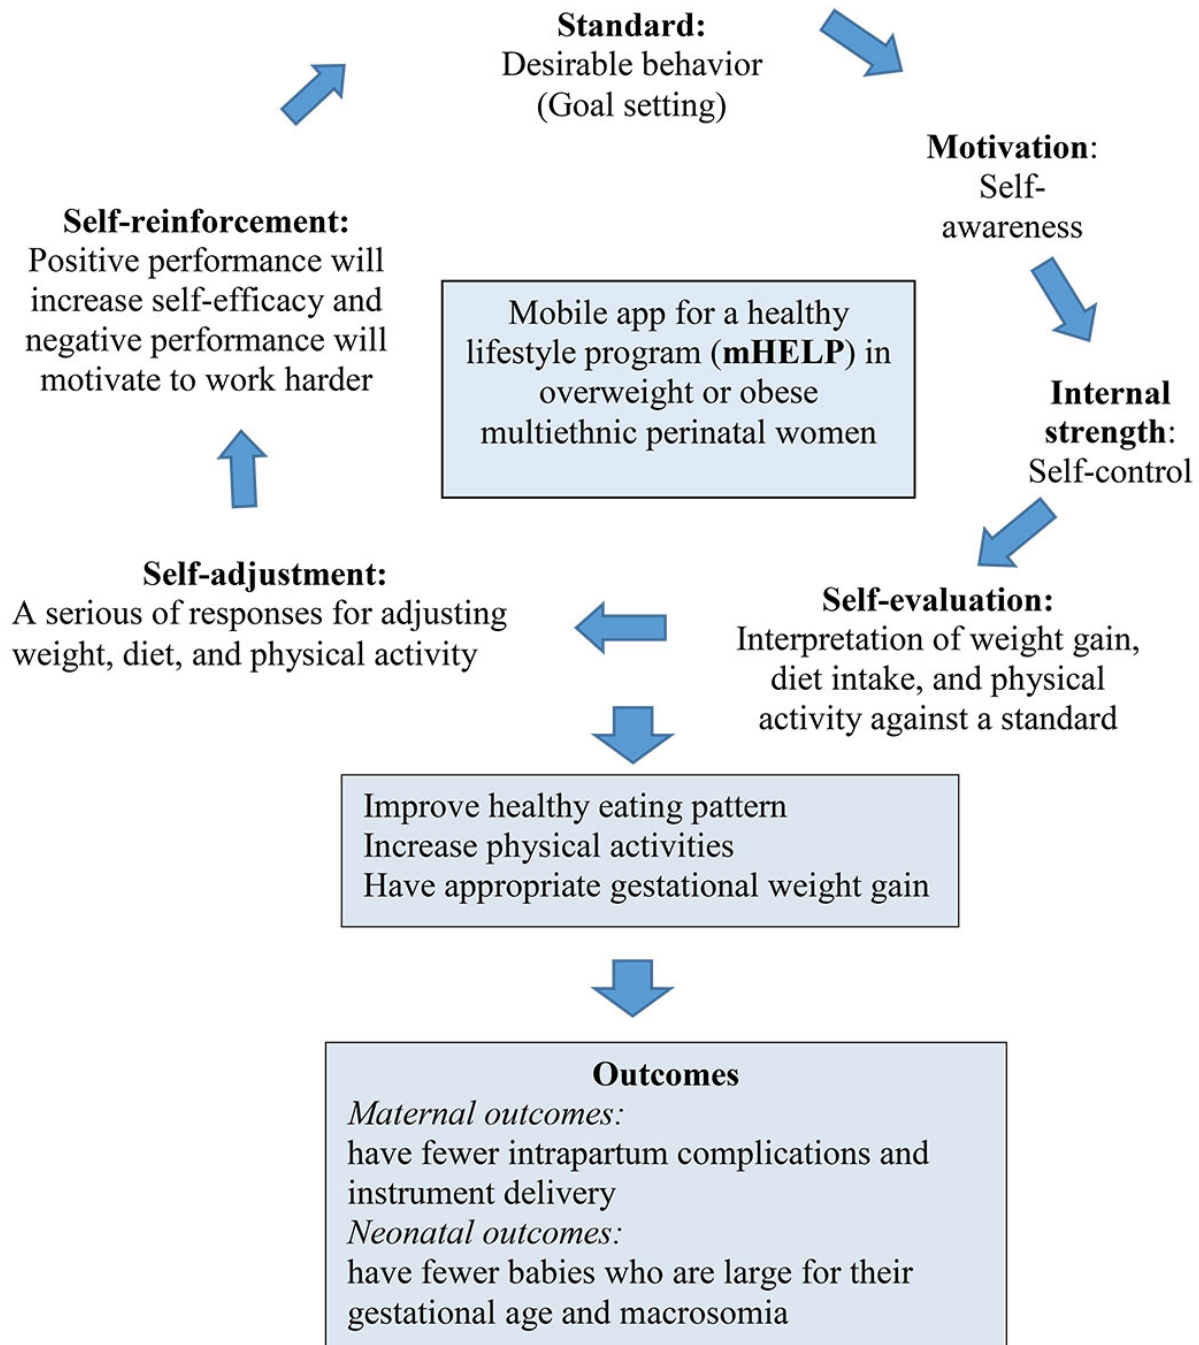 Standard:
Desirable behavior
(Goal setting)
Motivation:
Self-
awareness
Internal
strength:
Self-control
Self-evaluation:
Interpretation of weight gain,
diet intake, and physical
activity against a standard
Self-adjustment:
A serious of responses for adjusting
weight, diet, and physical activity
Self-reinforcement:
Positive performance will
increase self-efficacy and
negative performance will
motivate to work harder
Mobile app for a healthy
lifestyle program (mHELP) in
overweight or obese
multiethnic perinatal women
Improve healthy eating pattern
Increase physical activities
Have appropriate gestational weight gain
Outcomes
Maternal outcomes:
have fewer intrapartum complications and
instrument delivery
Neonatal outcomes:
have fewer babies who are large for their
gestational age and macrosomia